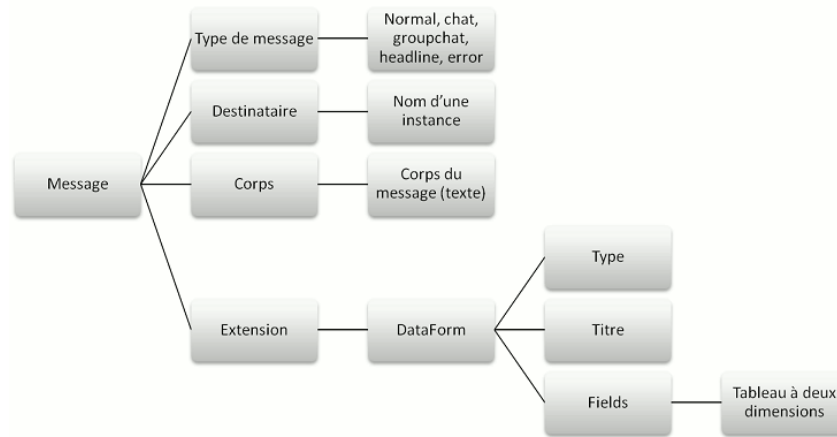 Type de message
Normal, chat,
groupchat,
headline, error
Destinataire
Nom d'une
instance
Message
Corps
Corps du
message (texte)
Extension
DataForm
Type
Titre
Fields
Tableau à deux
dimensions